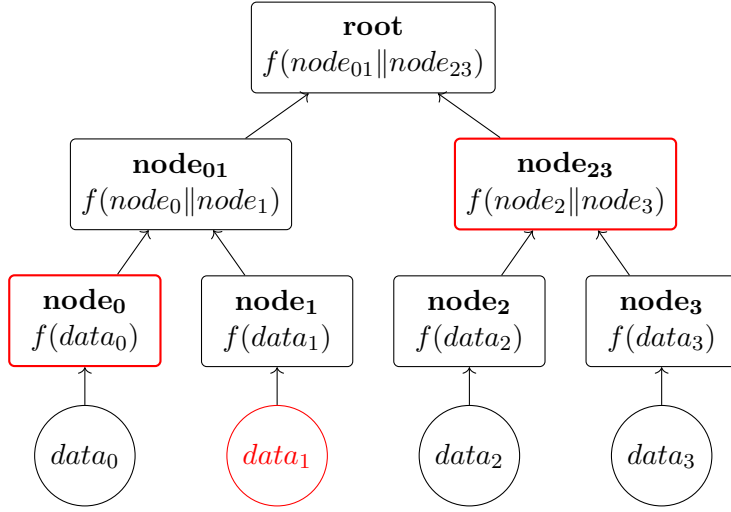 root
f(node₀₁∥node₂₃)
node₀₁
f(node₀∥node₁)
node₂₃
f(node₂∥node₃)
node₀
f(data₀)
node₁
f(data₁)
node₂
f(data₂)
node₃
f(data₃)
data₀
data₁
data₂
data₃